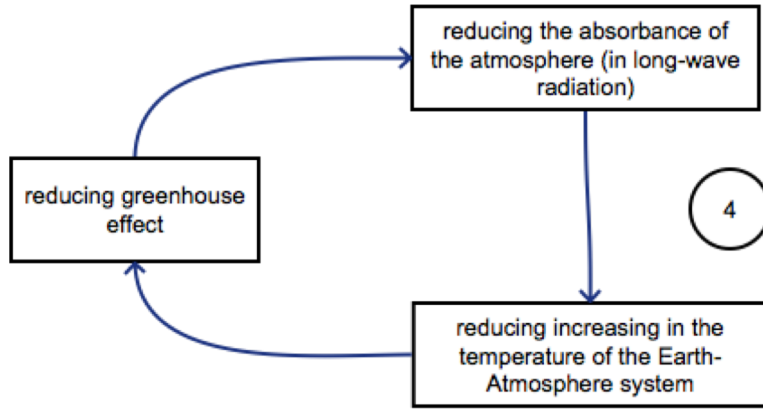 reducing the absorbance of
the atmosphere (in long-wave
radiation)
reducing greenhouse
effect
4
reducing increasing in the
temperature of the Earth-
Atmosphere system